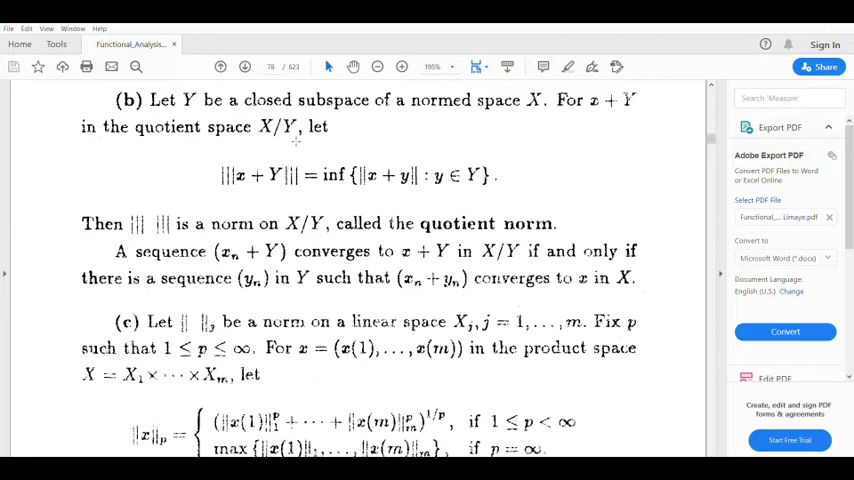 File Edit View Window Help
Home Tools Functional_Analysis... × Sign In
78 / 623 195% Share
(b) Let Y be a closed subspace of a normed space X. For x + Y
in the quotient space X/Y, let
|||x + Y||| = inf {||x + y|| : y ∈ Y} .
Then ||| ||| is a norm on X/Y, called the quotient norm.
A sequence (xₙ + Y) converges to x + Y in X/Y if and only if
there is a sequence (yₙ) in Y such that (xₙ + yₙ) converges to x in X.
(c) Let || ||ⱼ be a norm on a linear space Xⱼ, j = 1, . . . , m. Fix p
such that 1 ≤ p ≤ ∞. For x = (x(1), . . . , x(m)) in the product space
X = X₁ × · · · × Xₘ, let
||x||ₚ = { (||x(1)||₁ᵖ + · · · + ||x(m)||ₘᵖ)^{1/p}, if 1 ≤ p < ∞
max {||x(1)||₁, . . . , ||x(m)||ₘ}, if p = ∞.
Search 'Measure'
Export PDF
Adobe Export PDF
Convert PDF Files to Word
or Excel Online
Select PDF File
Functional_... Limaye.pdf ×
Convert to
Microsoft Word (*.docx)
Document Language:
English (U.S.) Change
Convert
Edit PDF
Create, edit and sign PDF
forms & agreements
Start Free Trial